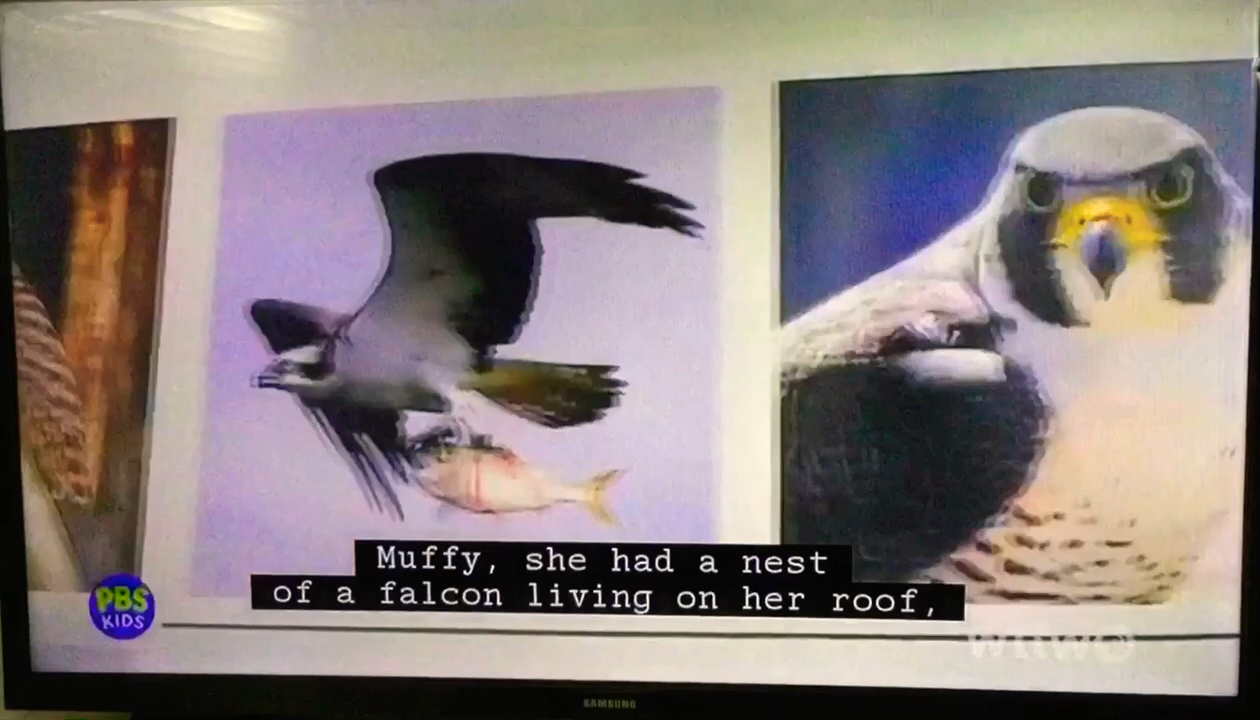 Muffy, she had a nest
of a falcon living on her roof,
PBS
KIDS
SAMSUNG